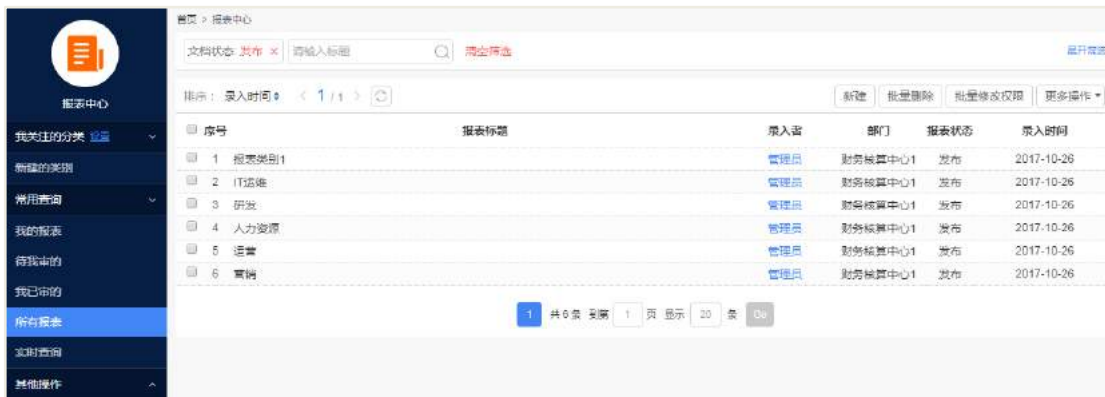 首页 > 报表中心
文档状态: 发布 × 请输入标题 清空筛选
报表中心
排序： 录入时间 < 1 / 1 > 新建 批量删除 批量修改权限 更多操作
我关注的分类 设置
序号 报表标题 录入者 部门 报表状态 录入时间
新建的类别
1 报表类别1 管理员 财务核算中心1 发布 2017-10-26
2 IT运维 管理员 财务核算中心1 发布 2017-10-26
常用查询
3 研发 管理员 财务核算中心1 发布 2017-10-26
我的报表
4 人力资源 管理员 财务核算中心1 发布 2017-10-26
待我审的
5 运营 管理员 财务核算中心1 发布 2017-10-26
6 营销 管理员 财务核算中心1 发布 2017-10-26
我已审的
所有报表
1 共6条 到第 1 页 显示 20 条 Go
实时查询
其他操作